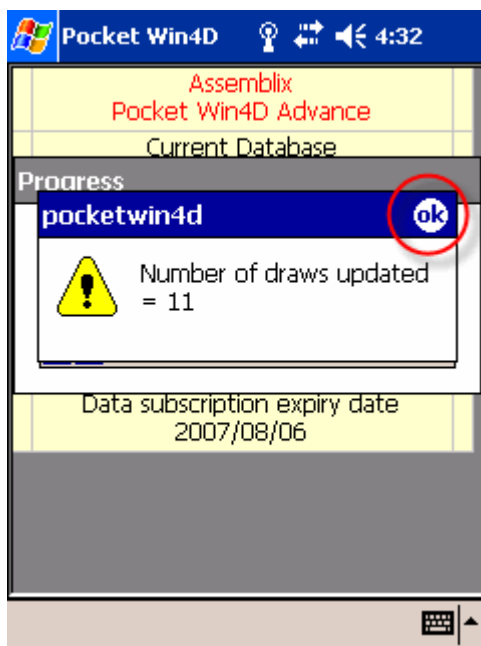 Pocket Win4D 4:32
Assemblix
Pocket Win4D Advance
Current Database
Progress
pocketwin4d ok
Number of draws updated
= 11
Data subscription expiry date
2007/08/06